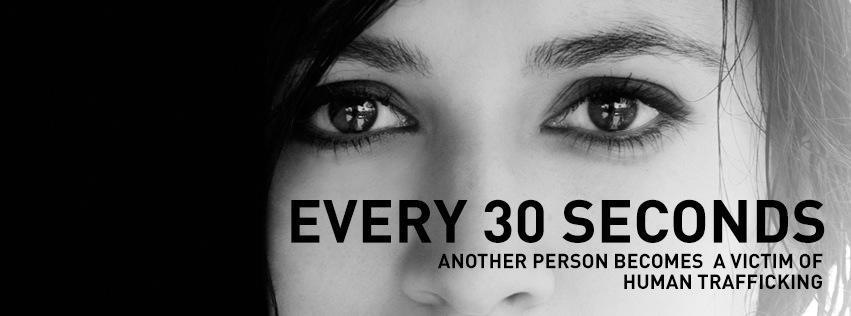 EVERY 30 SECONDS
ANOTHER PERSON BECOMES  A VICTIM OF
HUMAN TRAFFICKING